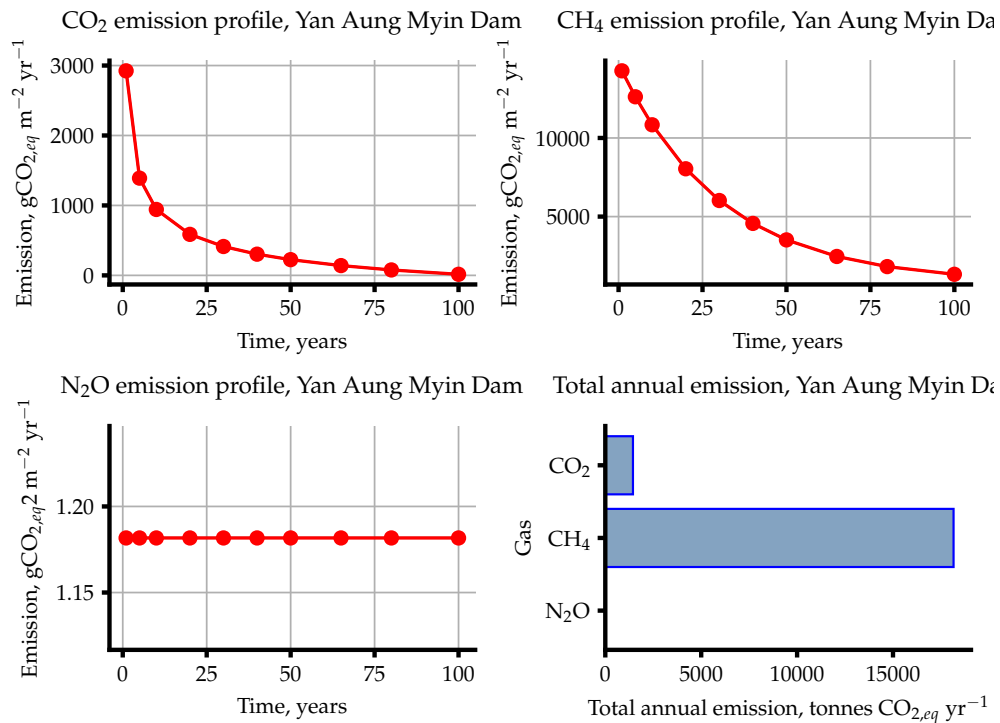 CO₂ emission profile, Yan Aung Myin Dam
Emission, gCO₂,eq m⁻² yr⁻¹
3000
2000
1000
0
0 25 50 75 100
Time, years
CH₄ emission profile, Yan Aung Myin Da
Emission, gCO₂,eq m⁻² yr⁻¹
10000
5000
0 25 50 75 100
Time, years
N₂O emission profile, Yan Aung Myin Dam
Emission, gCO₂,eq2 m⁻² yr⁻¹
1.20
1.15
0 25 50 75 100
Time, years
Total annual emission, Yan Aung Myin Da
Gas
CO₂
CH₄
N₂O
0 5000 10000 15000
Total annual emission, tonnes CO₂,eq yr⁻¹